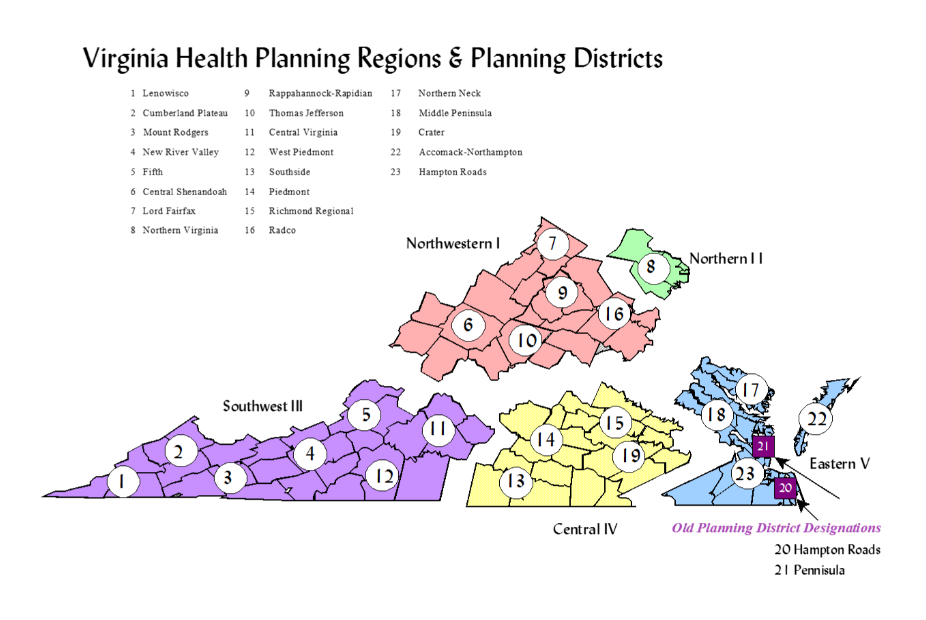 Virginia Health Planning Regions & Planning Districts
1 Lenowisco 9 Rappahannock-Rapidian 17 Northern Neck
2 Cumberland Plateau 10 Thomas Jefferson 18 Middle Peninsula
3 Mount Rodgers 11 Central Virginia 19 Crater
4 New River Valley 12 West Piedmont 22 Accomack-Northampton
5 Fifth 13 Southside 23 Hampton Roads
6 Central Shenandoah 14 Piedmont
7 Lord Fairfax 15 Richmond Regional
8 Northern Virginia 16 Radco
Northwestern I
7
Northern II
8
9
16
6
10
Southwest III
5
11
2
4
1
3
12
14
15
19
13
Central IV
17
18
22
21
Eastern V
23
20
Old Planning District Designations
20 Hampton Roads
21 Pennisula